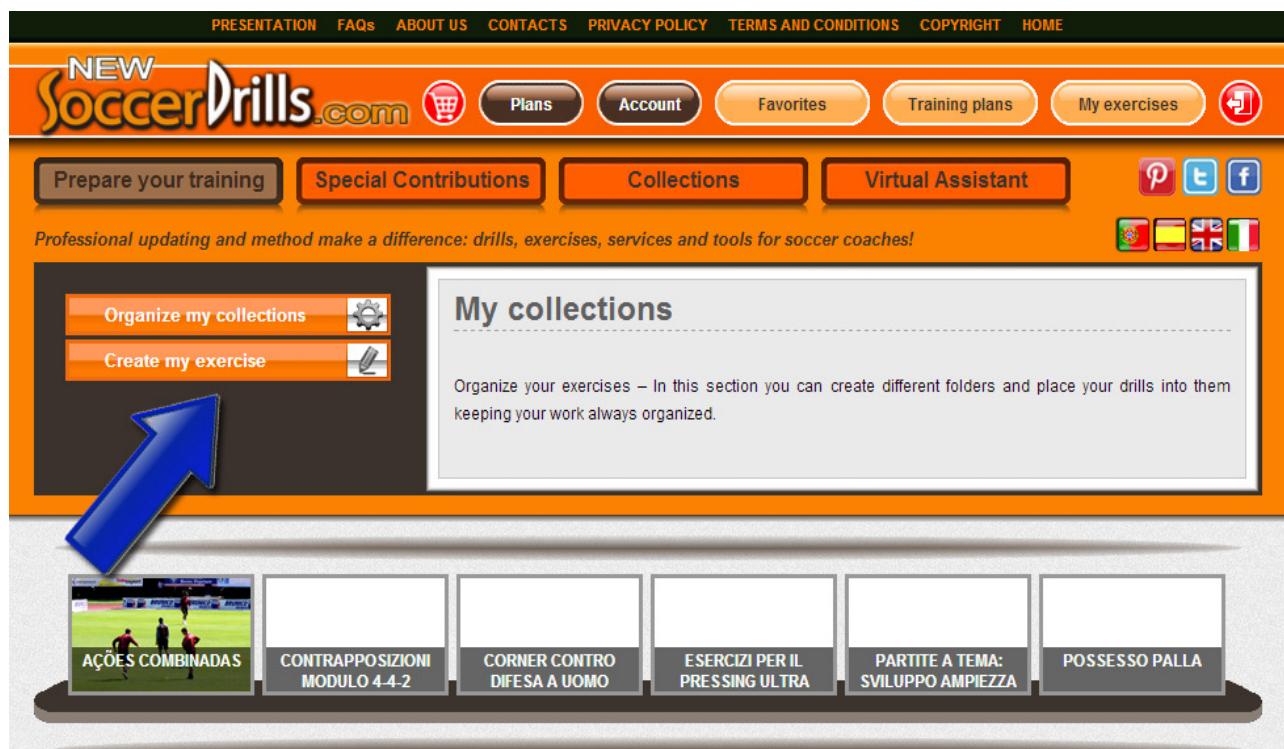 PRESENTATION FAQs ABOUT US CONTACTS PRIVACY POLICY TERMS AND CONDITIONS COPYRIGHT HOME
NEW
SoccerDrills.com
Plans Account Favorites Training plans My exercises
Prepare your training Special Contributions Collections Virtual Assistant
Professional updating and method make a difference: drills, exercises, services and tools for soccer coaches!
Organize my collections
Create my exercise
My collections
Organize your exercises – In this section you can create different folders and place your drills into them
keeping your work always organized.
AÇÕES COMBINADAS
CONTRAPPOSIZIONI
MODULO 4-4-2
CORNER CONTRO
DIFESA A UOMO
ESERCIZI PER IL
PRESSING ULTRA
PARTITE A TEMA:
SVILUPPO AMPIEZZA
POSSESSO PALLA